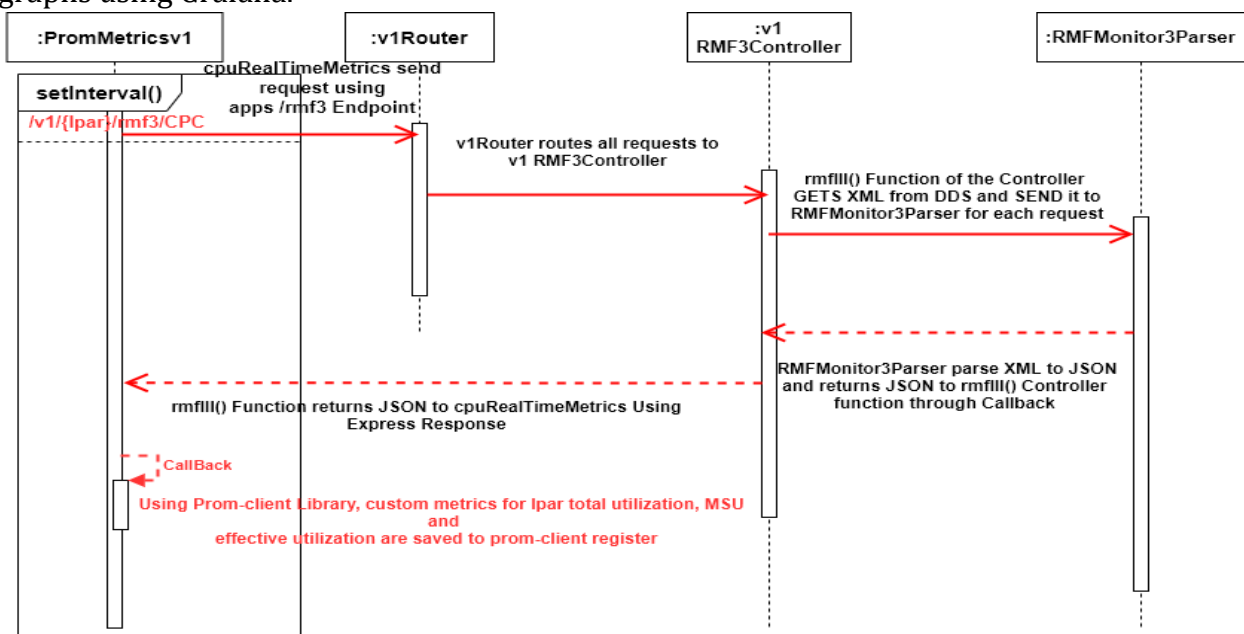 graphs using Grafana.
:PromMetricsv1
:v1Router
:v1
RMF3Controller
:RMFMonitor3Parser
setInterval()
cpuRealTimeMetrics send
request using
apps /rmf3 Endpoint
/v1/{lpar}/rmf3/CPC
v1Router routes all requests to
v1 RMF3Controller
rmfIII() Function of the Controller
GETS XML from DDS and SEND it to
RMFMonitor3Parser for each request
RMFMonitor3Parser parse XML to JSON
and returns JSON to rmfIII() Controller
function through Callback
rmfIII() Function returns JSON to cpuRealTimeMetrics Using
Express Response
CallBack
Using Prom-client Library, custom metrics for lpar total utilization, MSU
and
effective utilization are saved to prom-client register